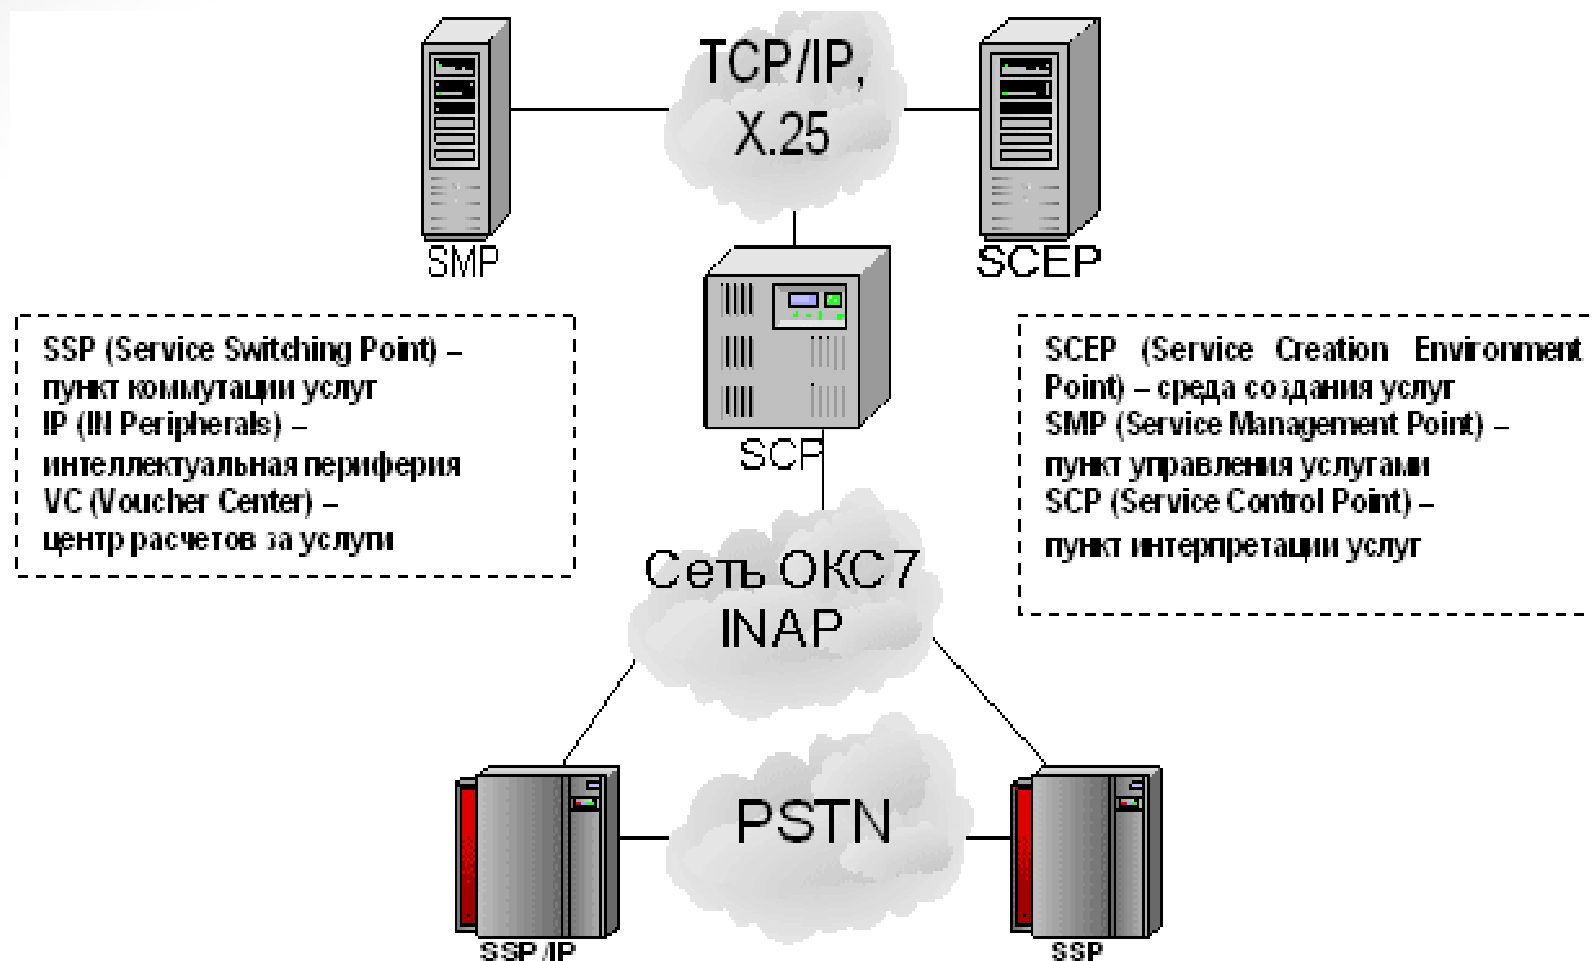 TCP/IP,
X.25
SMP
SCEP
SCP
SSP (Service Switching Point) –
пункт коммутации услуг
IP (IN Peripherals) –
интеллектуальная периферия
VC (Voucher Center) –
центр расчетов за услуги
SCEP (Service Creation Environment
Point) – среда создания услуг
SMP (Service Management Point) –
пункт управления услугами
SCP (Service Control Point) –
пункт интерпретации услуг
Сеть ОКС7
INAP
PSTN
SSP/IP
SSP